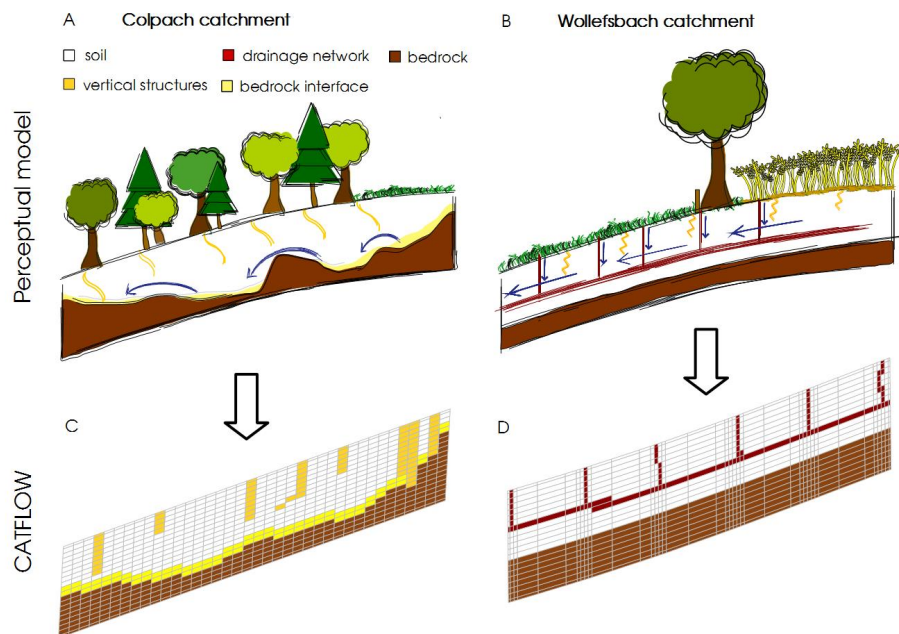 A Colpach catchment
B Wollefsbach catchment
soil drainage network bedrock
vertical structures bedrock interface
Perceptual model
C
D
CATFLOW